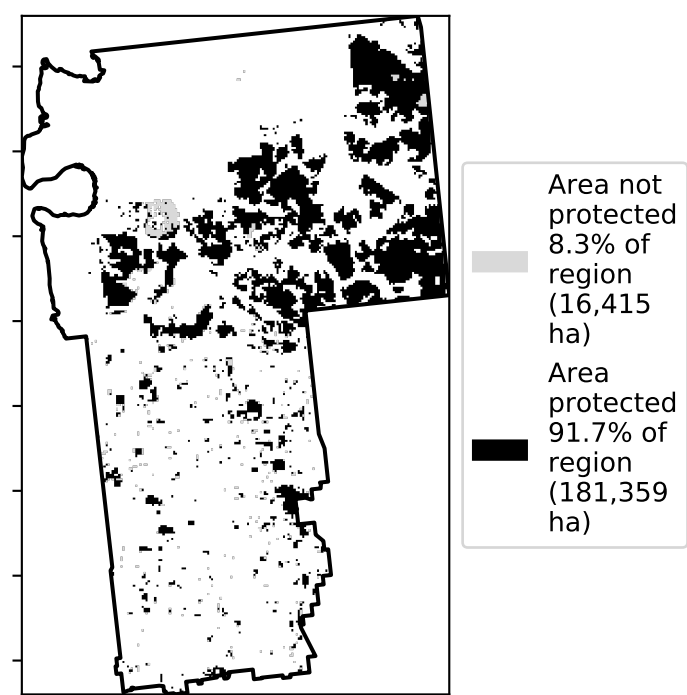 Area not
protected
8.3% of
region
(16,415
ha)
Area
protected
91.7% of
region
(181,359
ha)